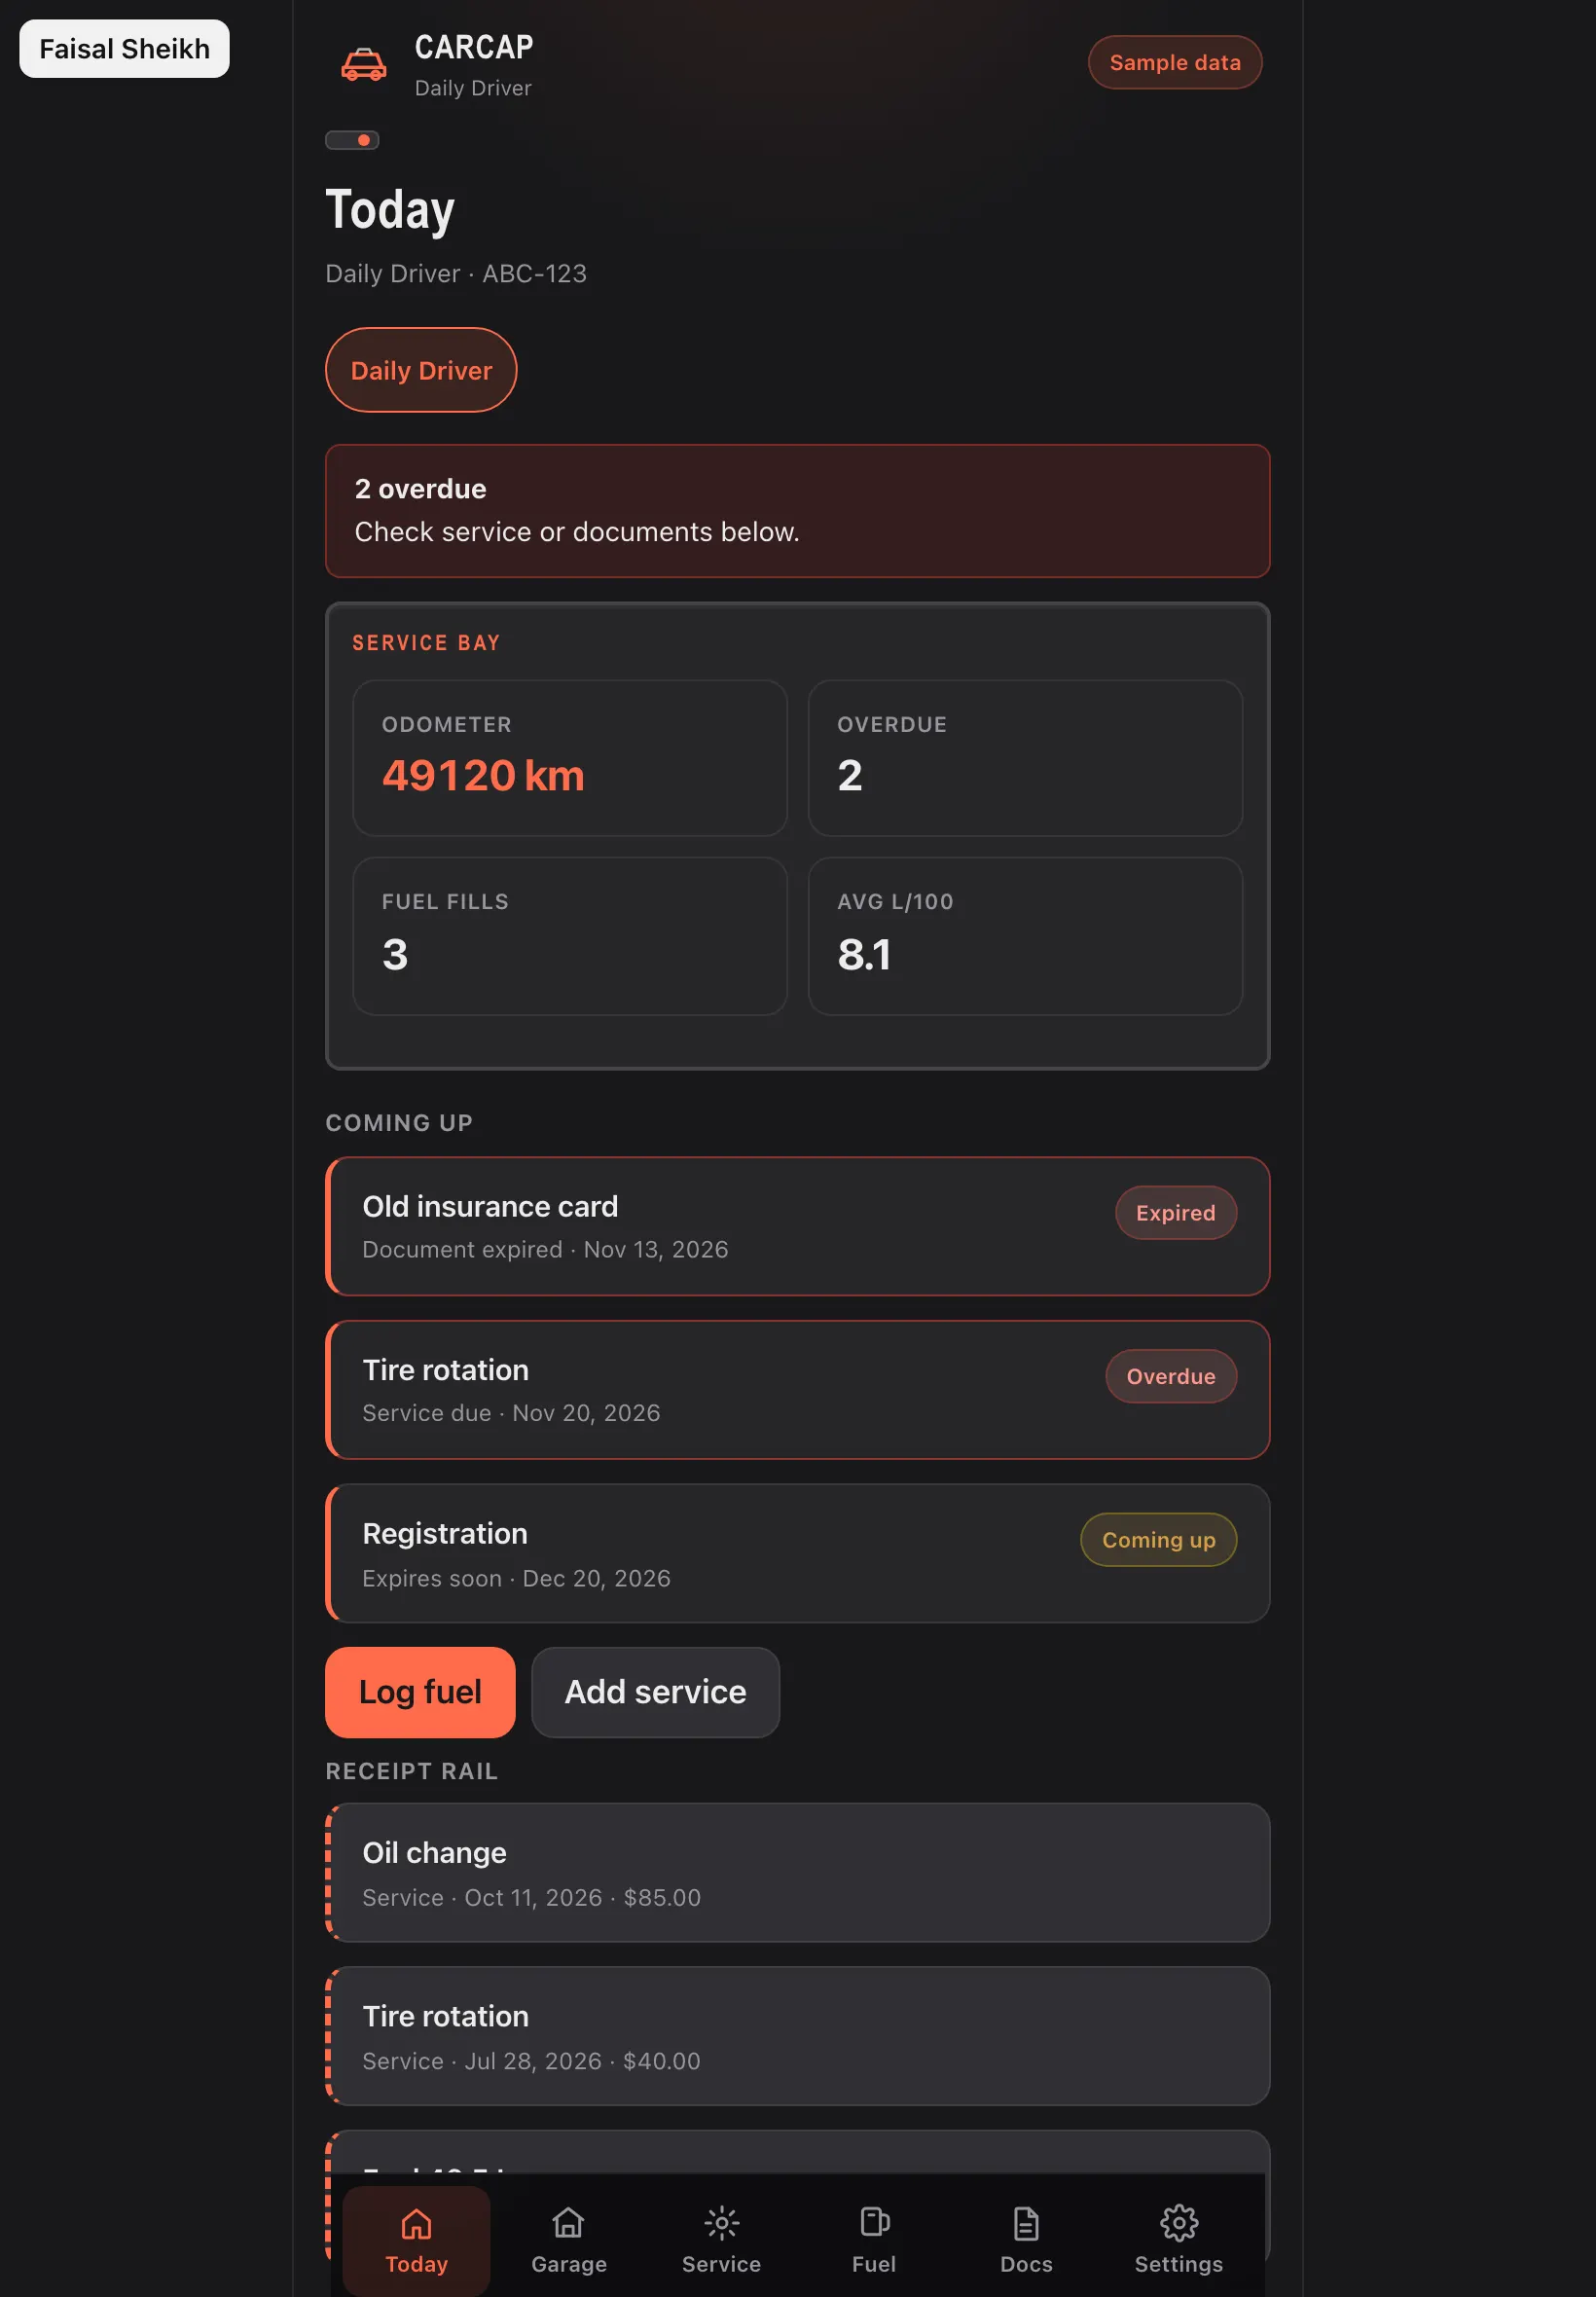 Faisal Sheikh
CARCAP
Daily Driver
Sample data
Today
Daily Driver · ABC-123
Daily Driver
2 overdue
Check service or documents below.
SERVICE BAY
ODOMETER
49120 km
OVERDUE
2
FUEL FILLS
3
AVG L/100
8.1
COMING UP
Old insurance card
Document expired · Nov 13, 2026
Expired
Tire rotation
Service due · Nov 20, 2026
Overdue
Registration
Expires soon · Dec 20, 2026
Coming up
Log fuel
Add service
RECEIPT RAIL
Oil change
Service · Oct 11, 2026 · $85.00
Tire rotation
Service · Jul 28, 2026 · $40.00
Today
Garage
Service
Fuel
Docs
Settings